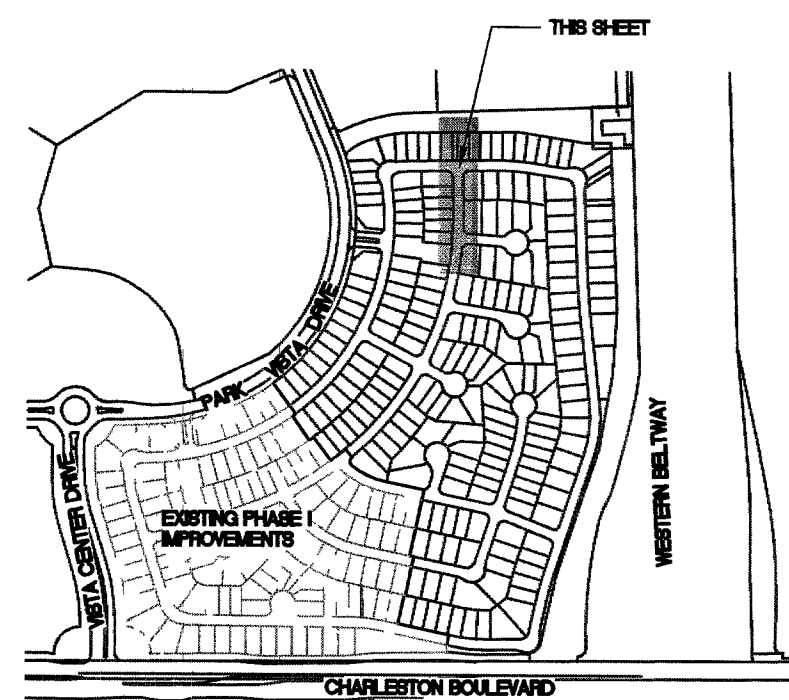 THIS SHEET
PARK VISTA DRIVE
VISTA CENTER DRIVE
EXISTING PHASE I
IMPROVEMENTS
WESTERN BELTWAY
CHARLESTON BOULEVARD